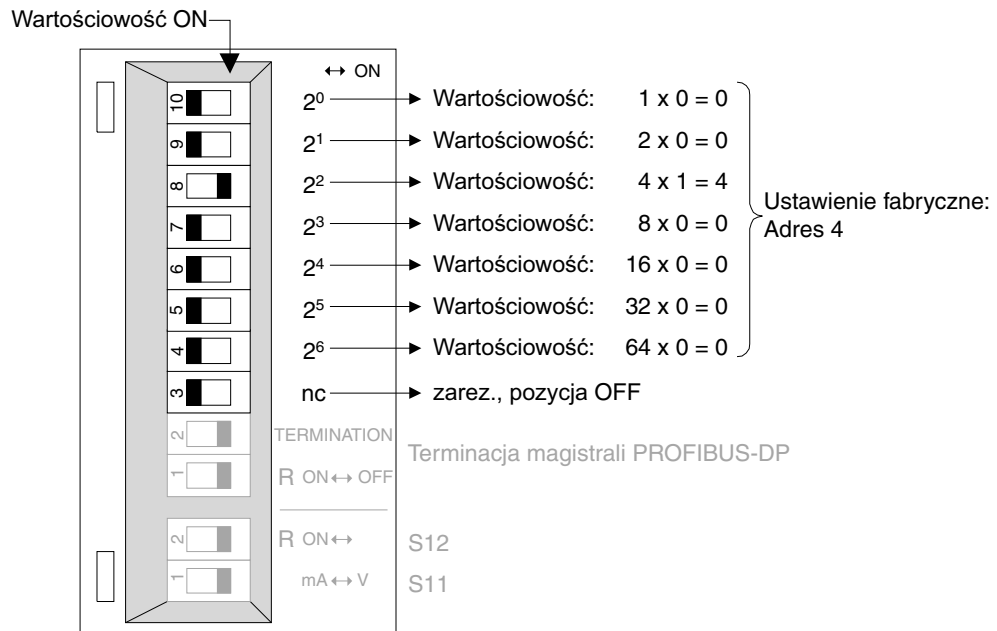 Wartościowość ON
↔ ON
10 2⁰ Wartościowość: 1 x 0 = 0
9 2¹ Wartościowość: 2 x 0 = 0
8 2² Wartościowość: 4 x 1 = 4
7 2³ Wartościowość: 8 x 0 = 0
6 2⁴ Wartościowość: 16 x 0 = 0
5 2⁵ Wartościowość: 32 x 0 = 0
4 2⁶ Wartościowość: 64 x 0 = 0
Ustawienie fabryczne:
Adres 4
3 nc zarez., pozycja OFF
2 TERMINATION
1 R ON ↔ OFF
Terminacja magistrali PROFIBUS-DP
2 R ON ↔ S12
1 mA ↔ V S11